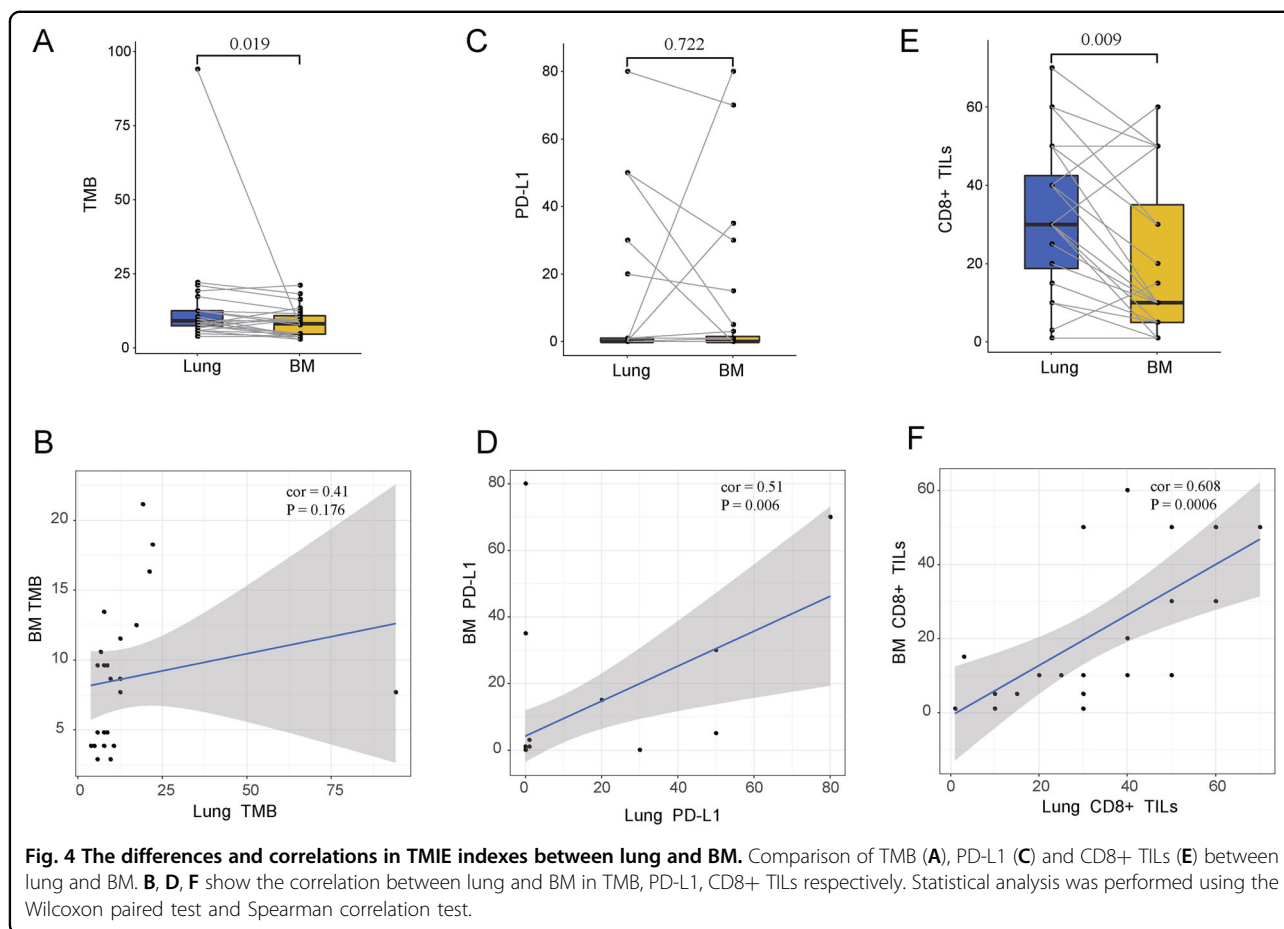 A
0.019
100
75
50
25
0
TMB
Lung BM
C
0.722
80
60
40
20
0
PD-L1
Lung BM
E
0.009
60
40
20
0
CD8+ TILs
Lung BM
B
cor = 0.41
P = 0.176
20
15
10
5
BM TMB
0 25 50 75
Lung TMB
D
cor = 0.51
P = 0.006
80
60
40
20
0
BM PD-L1
0 20 40 60 80
Lung PD-L1
F
cor = 0.608
P = 0.0006
60
40
20
0
BM CD8+ TILs
0 20 40 60
Lung CD8+ TILs
Fig. 4 The differences and correlations in TMIE indexes between lung and BM. Comparison of TMB (A), PD-L1 (C) and CD8+ TILs (E) between
lung and BM. B, D, F show the correlation between lung and BM in TMB, PD-L1, CD8+ TILs respectively. Statistical analysis was performed using the
Wilcoxon paired test and Spearman correlation test.